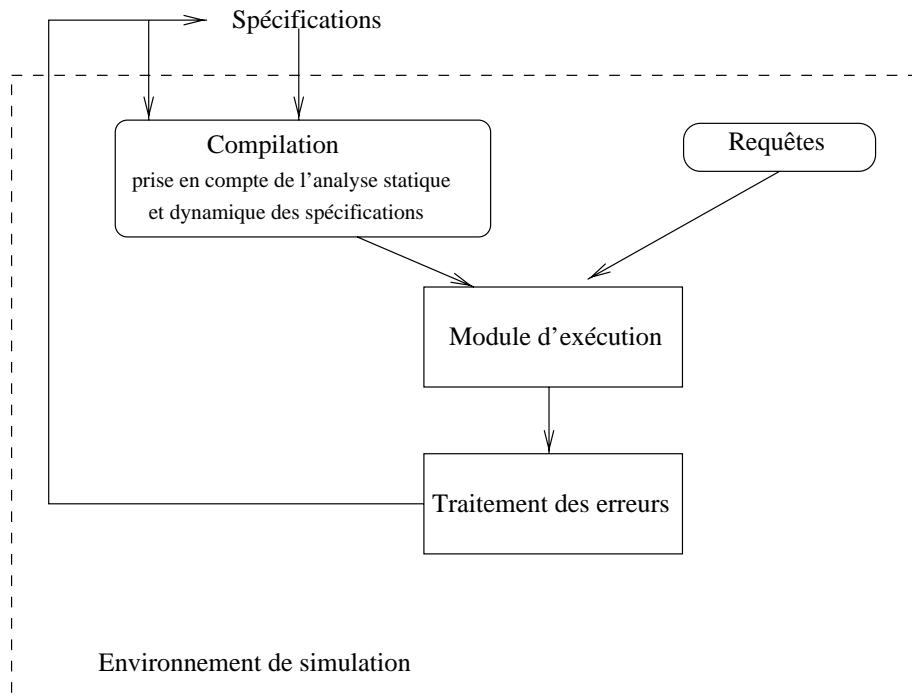 Spécifications
Compilation
prise en compte de l’analyse statique
et dynamique des spécifications
Requêtes
Module d’exécution
Traitement des erreurs
Environnement de simulation